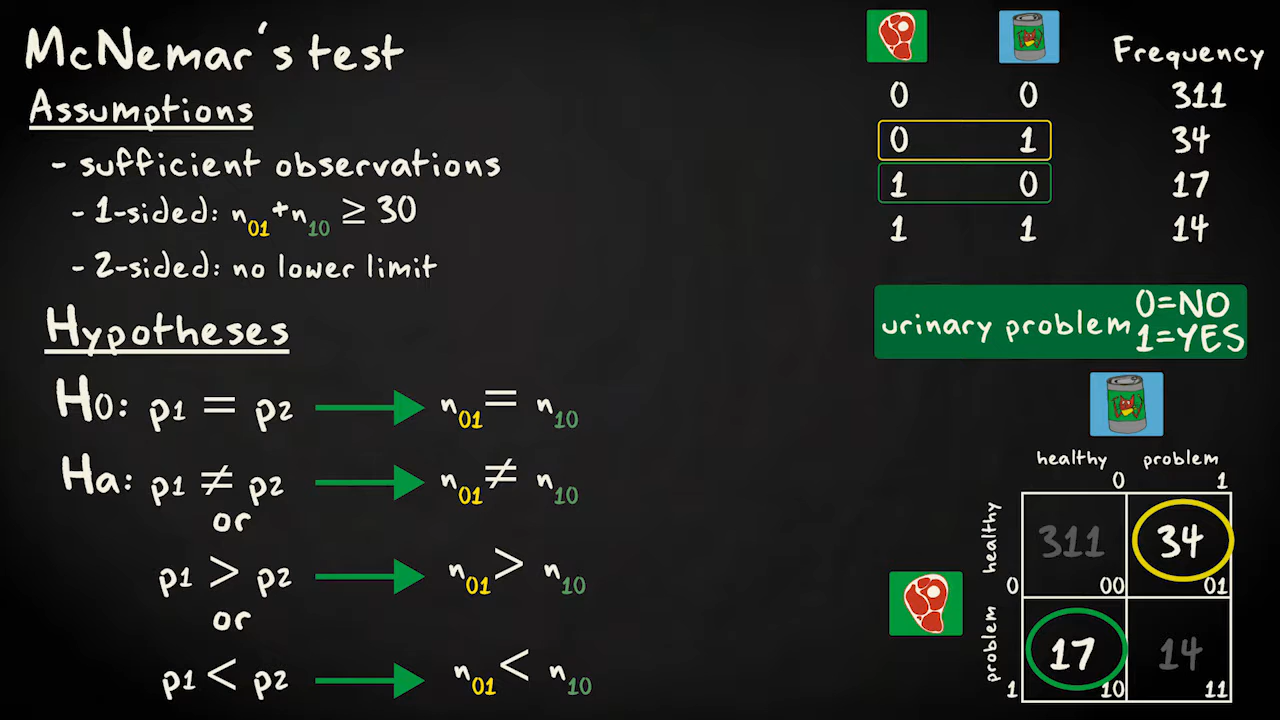 McNemar's test
Assumptions
- sufficient observations
- 1-sided: n01+n10 ≥ 30
- 2-sided: no lower limit
Hypotheses
H0: p1 = p2 n01 = n10
Ha: p1 ≠ p2 n01 ≠ n10
or
p1 > p2 n01 > n10
or
p1 < p2 n01 < n10
Frequency
0 0 311
0 1 34
1 0 17
1 1 14
urinary problem 0=NO
1=YES
healthy problem
0 1
healthy
311 34
0 00 01
problem
17 14
1 10 11